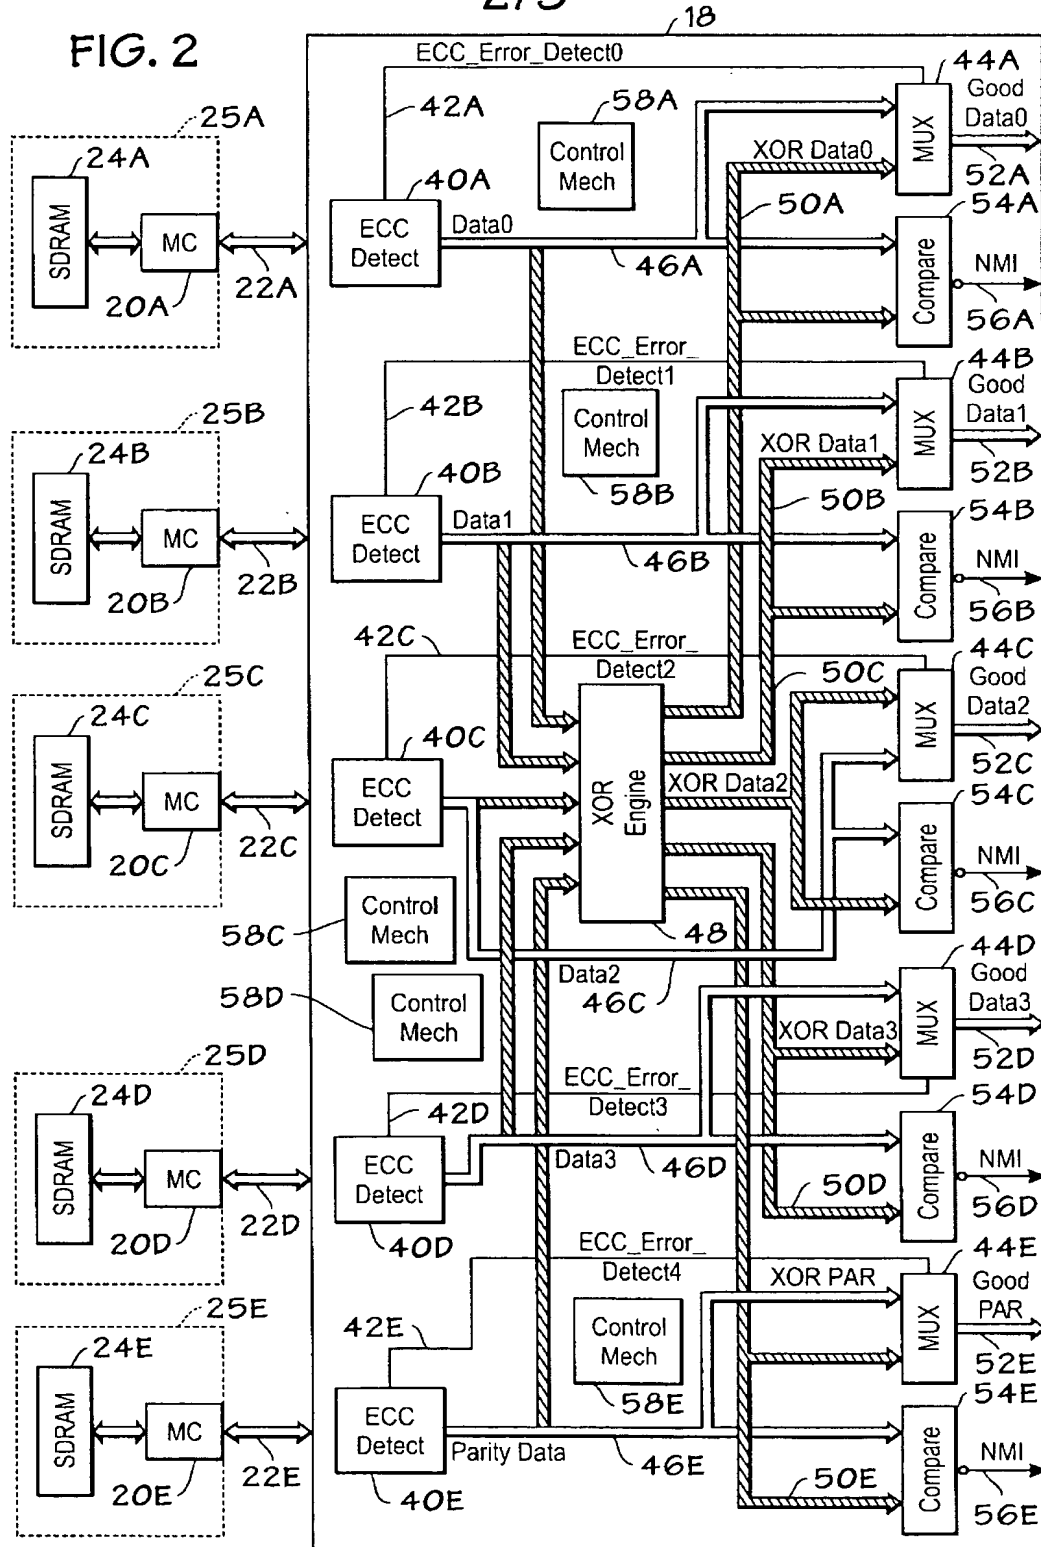 2/3
FIG. 2
18
ECC_Error_Detect0
44A
Good
Data0
25A
42A
58A
MUX
24A
Control
Mech
XOR Data0
52A
40A
50A
54A
SDRAM
MC
ECC
Detect
Data0
46A
Compare
NMI
20A
22A
56A
ECC_Error_
Detect1
44B
Good
Data1
25B
42B
Control
Mech
MUX
24B
58B
XOR Data1
52B
40B
50B
54B
SDRAM
MC
ECC
Detect
Data1
46B
Compare
NMI
20B
22B
56B
42C
ECC_Error_
Detect2
44C
Good
Data2
25C
50C
MUX
24C
40C
52C
SDRAM
MC
ECC
Detect
XOR
Engine
XOR Data2
54C
20C
22C
Compare
NMI
56C
Control
Mech
58C
48
44D
Data2
46C
Good
Data3
58D
Control
Mech
MUX
XOR Data3
52D
25D
ECC_Error_
Detect3
24D
42D
54D
SDRAM
MC
ECC
Detect
Data3
46D
Compare
NMI
20D
22D
50D
56D
40D
ECC_Error_
Detect4
44E
25E
XOR PAR
Good
PAR
42E
Control
Mech
MUX
24E
58E
52E
54E
SDRAM
MC
ECC
Detect
Parity Data
46E
Compare
NMI
20E
22E
40E
50E
56E